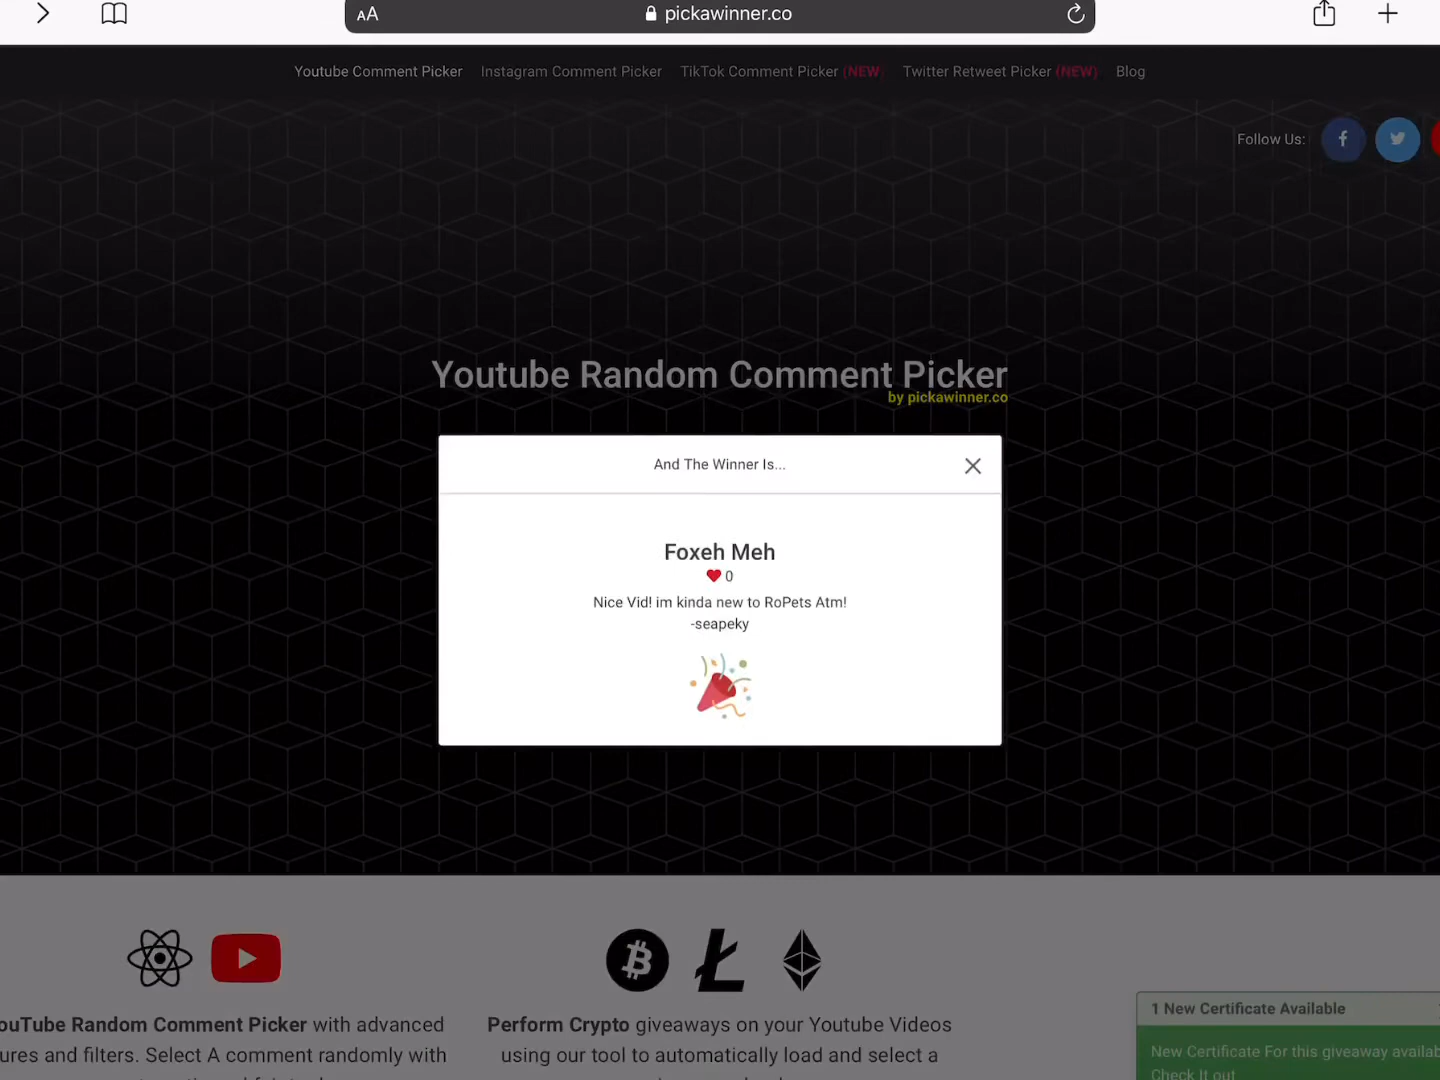 AA
pickawinner.co
Youtube Comment Picker
Instagram Comment Picker
TikTok Comment Picker (NEW)
Twitter Retweet Picker (NEW)
Blog
Follow Us:
Youtube Random Comment Picker
by pickawinner.co
And The Winner Is...
Foxeh Meh
0
Nice Vid! im kinda new to RoPets Atm!
-seapeky
ouTube Random Comment Picker with advanced
ures and filters. Select A comment randomly with
Perform Crypto giveaways on your Youtube Videos
using our tool to automatically load and select a
1 New Certificate Available
New Certificate For this giveaway availab
Check It out